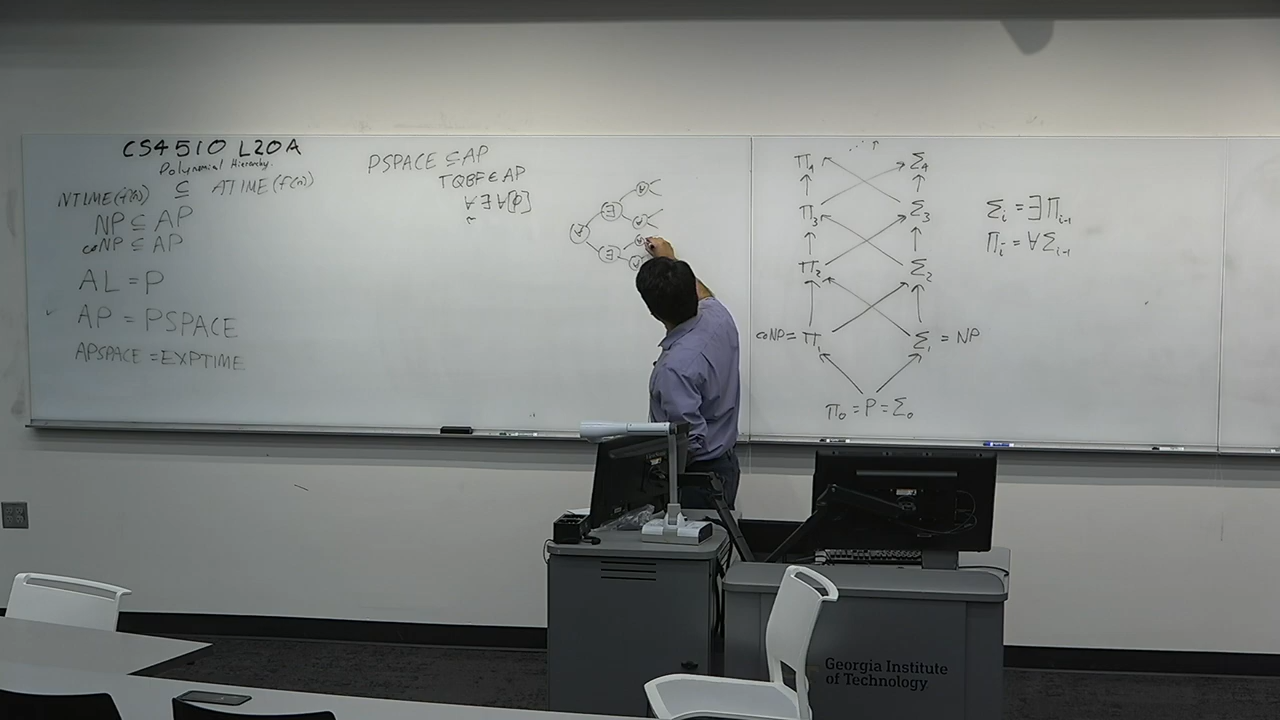 CS4510 L20A
Polynomial Hierarchy.
NTIME(f(n)) ⊆ ATIME(f(n))
NP ⊆ AP
coNP ⊆ AP
AL = P
✓ AP = PSPACE
APSPACE = EXPTIME
PSPACE ⊆ AP
TQBF ∈ AP
∀∃∀[φ]
∀
∃
∃
∀
∀
∀
∀
Π₄ Σ₄
Π₃ Σ₃
Π₂ Σ₂
coNP = Π₁ Σ₁ = NP
Π₀ = P = Σ₀
Σᵢ = ∃Πᵢ₋₁
Πᵢ = ∀Σᵢ₋₁
Georgia Institute
of Technology